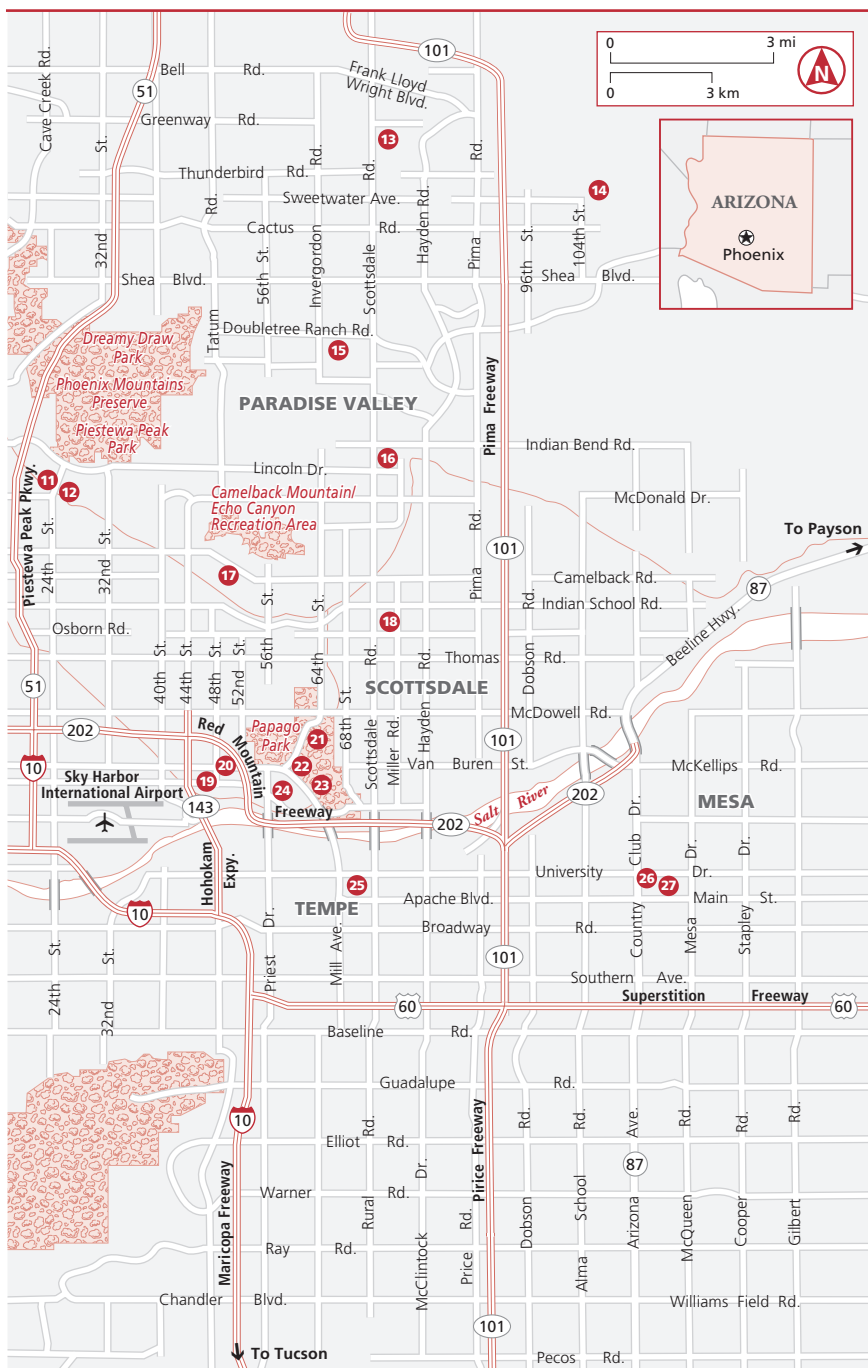 0 3 mi
0 3 km
N
ARIZONA
Phoenix
101
51
Cave Creek Rd.
Bell Rd.
Frank Lloyd
Wright Blvd.
Greenway Rd.
13
Thunderbird Rd.
14
Sweetwater Ave.
Cactus Rd.
32nd St.
Tatum Rd.
56th St.
Invergordon Rd.
Scottsdale Rd.
Hayden Rd.
Pima Rd.
96th St.
104th St.
Shea Blvd.
Shea Blvd.
Doubletree Ranch Rd.
15
Dreamy Draw
Park
Phoenix Mountains
Preserve
Piestewa Peak
Park
PARADISE VALLEY
Pima Freeway
Indian Bend Rd.
16
Lincoln Dr.
11
12
McDonald Dr.
Camelback Mountain/
Echo Canyon
Recreation Area
To Payson
Piestewa Peak Pkwy.
24th St.
32nd St.
Pima Rd.
101
17
Camelback Rd.
87
Indian School Rd.
Beeline Hwy.
18
Osborn Rd.
40th St.
44th St.
48th St.
52nd St.
56th St.
64th St.
68th St.
Scottsdale Rd.
Miller Rd.
Hayden Rd.
Thomas Rd.
Dobson Rd.
51
SCOTTSDALE
McDowell Rd.
202
Red Mountain
Freeway
Papago
Park
21
101
10
20
22
Van Buren St.
McKellips Rd.
Sky Harbor
International Airport
19
24
23
143
202
Salt River
202
MESA
Hohokam
Expy.
University Dr.
Country Club Dr.
Mesa Dr.
Stapley Dr.
26
27
25
Main St.
Apache Blvd.
TEMPE
10
Broadway Rd.
Priest Dr.
Mill Ave.
101
24th St.
32nd St.
Southern Ave.
60
Superstition Freeway
60
Baseline Rd.
Guadalupe Rd.
10
Elliot Rd.
87
Warner Rd.
Maricopa Freeway
Rural Rd.
McClintock Dr.
Price Rd.
Pirice Freeway
Dobson Rd.
Alma School Rd.
Arizona Ave.
McQueen Rd.
Cooper Rd.
Gilbert Rd.
Ray Rd.
Chandler Blvd.
Williams Field Rd.
101
To Tucson
Pecos Rd.